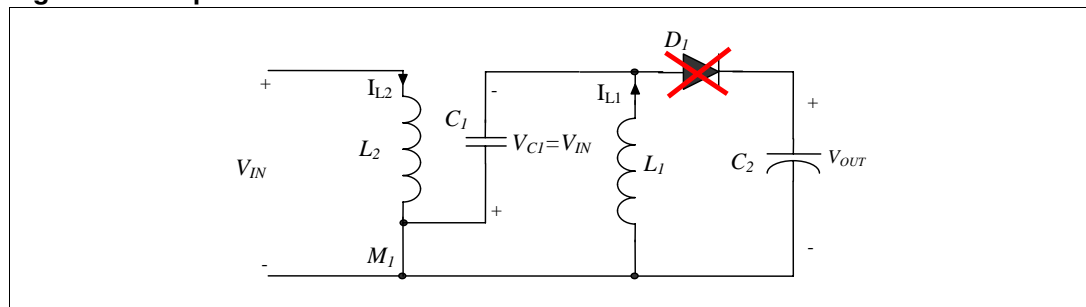 D1
+
IL2
-
IL1
+
C1
VC1=VIN
L2
L1
C2
VOUT
VIN
+
-
M1
-